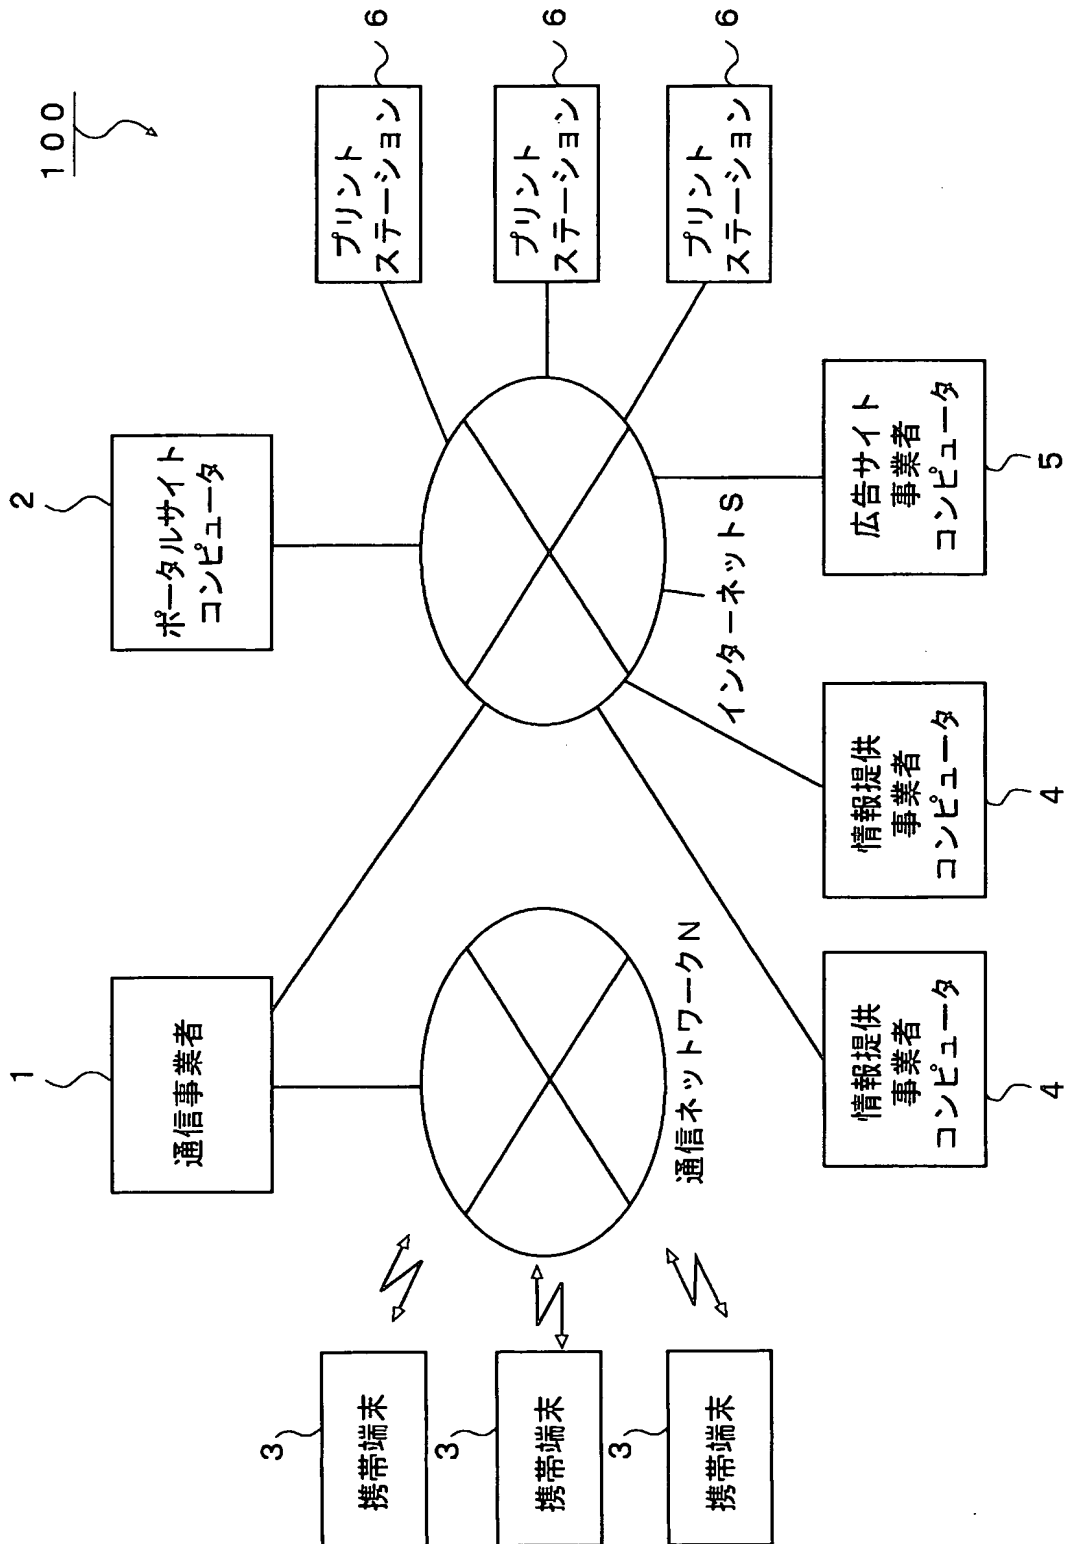 100
1
通信事業者
2
ポータルサイト
コンピュータ
プリント
ステーション
6
プリント
ステーション
6
プリント
ステーション
6
3
携帯端末
3
携帯端末
3
携帯端末
通信ネットワークN
インターネットS
情報提供
事業者
コンピュータ
4
情報提供
事業者
コンピュータ
4
広告サイト
事業者
コンピュータ
5